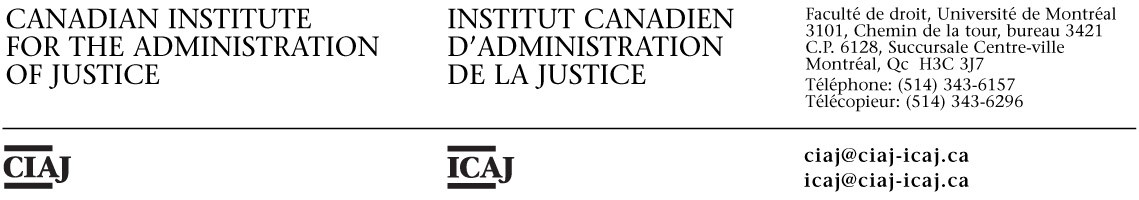 CANADIAN INSTITUTE
FOR THE ADMINISTRATION
OF JUSTICE
INSTITUT CANADIEN
D'ADMINISTRATION
DE LA JUSTICE
Faculté de droit, Université de Montréal
3101, Chemin de la tour, bureau 3421
C.P. 6128, Succursale Centre-ville
Montréal, Qc  H3C 3J7
Téléphone: (514) 343-6157
Télécopieur: (514) 343-6296
CIAJ
ICAJ
ciaj@ciaj-icaj.ca
icaj@ciaj-icaj.ca